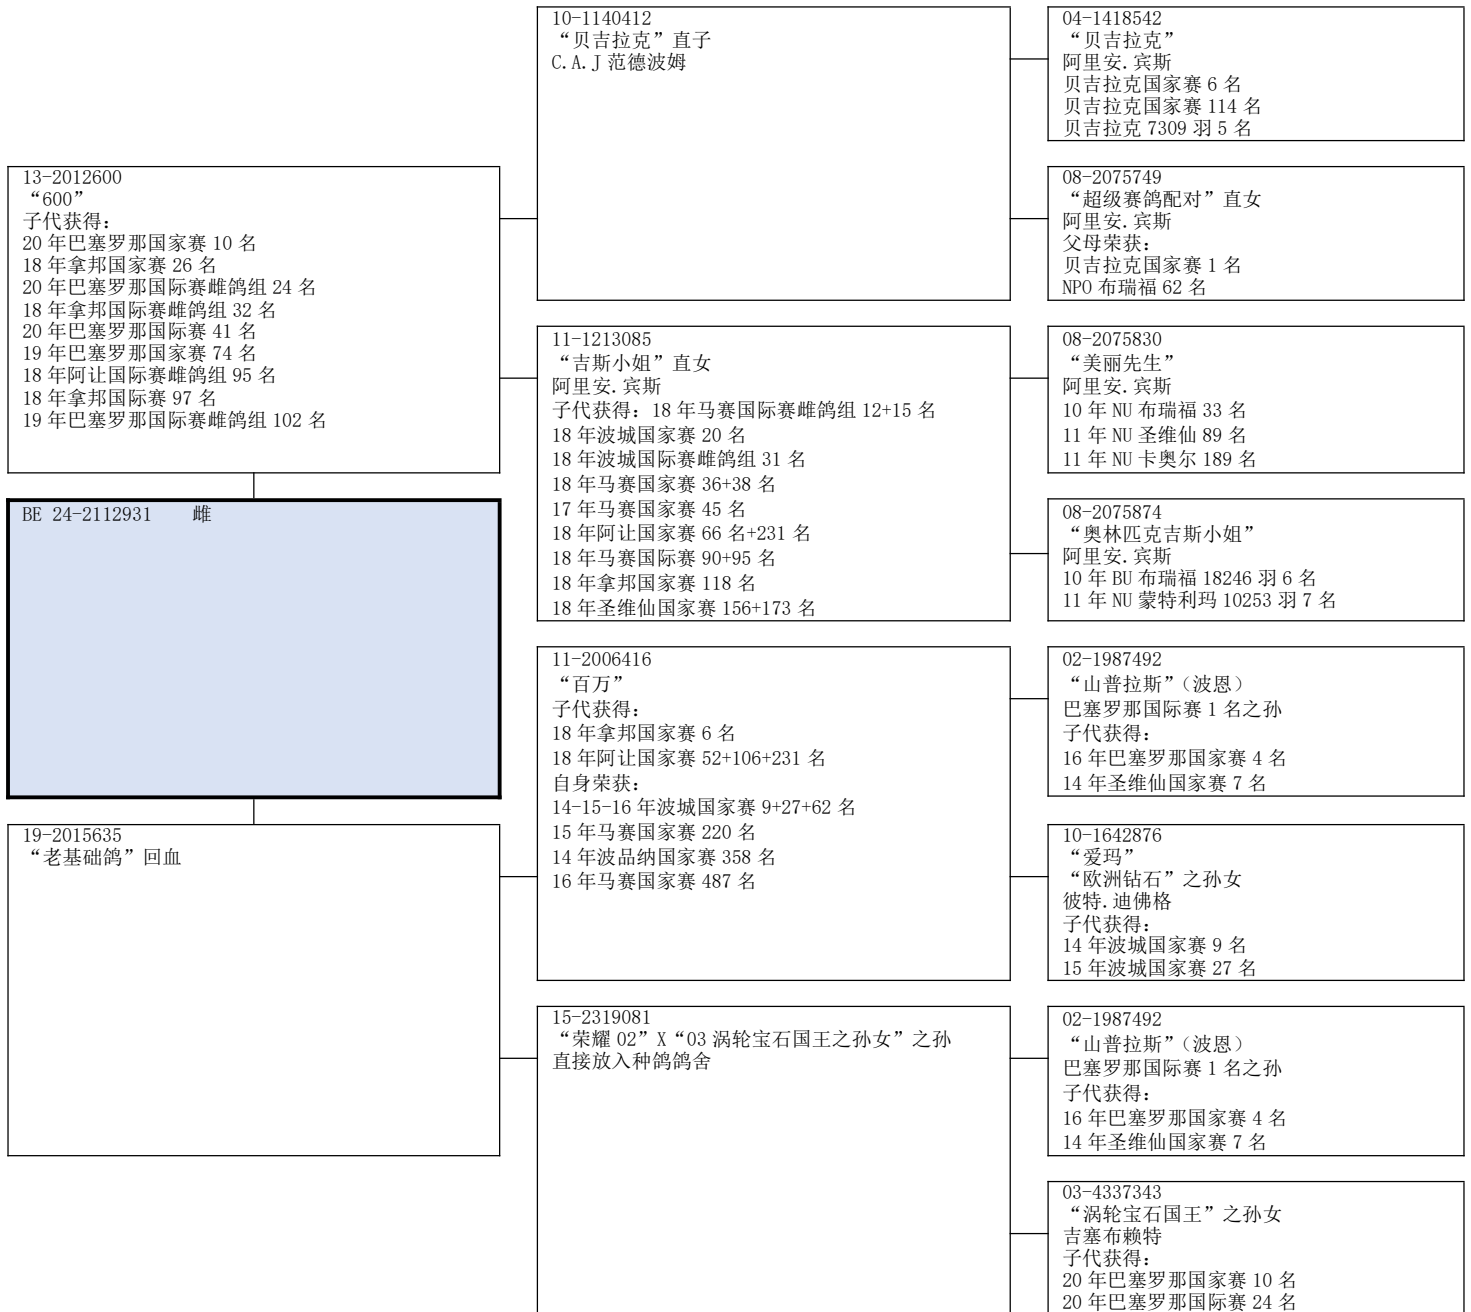 13-2012600
“600”
子代获得：
20 年巴塞罗那国家赛 10 名
18 年拿邦国家赛 26 名
20 年巴塞罗那国际赛雌鸽组 24 名
18 年拿邦国际赛雌鸽组 32 名
20 年巴塞罗那国际赛 41 名
19 年巴塞罗那国家赛 74 名
18 年阿让国际赛雌鸽组 95 名
18 年拿邦国际赛 97 名
19 年巴塞罗那国际赛雌鸽组 102 名
BE 24-2112931 雌
19-2015635
“老基础鸽”回血
10-1140412
“贝吉拉克”直子
C.A.J 范德波姆
11-1213085
“吉斯小姐”直女
阿里安.宾斯
子代获得：18 年马赛国际赛雌鸽组 12+15 名
18 年波城国家赛 20 名
18 年波城国际赛雌鸽组 31 名
18 年马赛国家赛 36+38 名
17 年马赛国家赛 45 名
18 年阿让国家赛 66 名+231 名
18 年马赛国际赛 90+95 名
18 年拿邦国家赛 118 名
18 年圣维仙国家赛 156+173 名
11-2006416
“百万”
子代获得：
18 年拿邦国家赛 6 名
18 年阿让国家赛 52+106+231 名
自身荣获：
14-15-16 年波城国家赛 9+27+62 名
15 年马赛国家赛 220 名
14 年波品纳国家赛 358 名
16 年马赛国家赛 487 名
15-2319081
“荣耀 02”X“03 涡轮宝石国王之孙女”之孙
直接放入种鸽鸽舍
04-1418542
“贝吉拉克”
阿里安.宾斯
贝吉拉克国家赛 6 名
贝吉拉克国家赛 114 名
贝吉拉克 7309 羽 5 名
08-2075749
“超级赛鸽配对”直女
阿里安.宾斯
父母荣获：
贝吉拉克国家赛 1 名
NPO 布瑞福 62 名
08-2075830
“美丽先生”
阿里安.宾斯
10 年 NU 布瑞福 33 名
11 年 NU 圣维仙 89 名
11 年 NU 卡奥尔 189 名
08-2075874
“奥林匹克吉斯小姐”
阿里安.宾斯
10 年 BU 布瑞福 18246 羽 6 名
11 年 NU 蒙特利玛 10253 羽 7 名
02-1987492
“山普拉斯”（波恩）
巴塞罗那国际赛 1 名之孙
子代获得：
16 年巴塞罗那国家赛 4 名
14 年圣维仙国家赛 7 名
10-1642876
“爱玛”
“欧洲钻石”之孙女
彼特.迪佛格
子代获得：
14 年波城国家赛 9 名
15 年波城国家赛 27 名
02-1987492
“山普拉斯”（波恩）
巴塞罗那国际赛 1 名之孙
子代获得：
16 年巴塞罗那国家赛 4 名
14 年圣维仙国家赛 7 名
03-4337343
“涡轮宝石国王”之孙女
吉塞布赖特
子代获得：
20 年巴塞罗那国家赛 10 名
20 年巴塞罗那国际赛 24 名